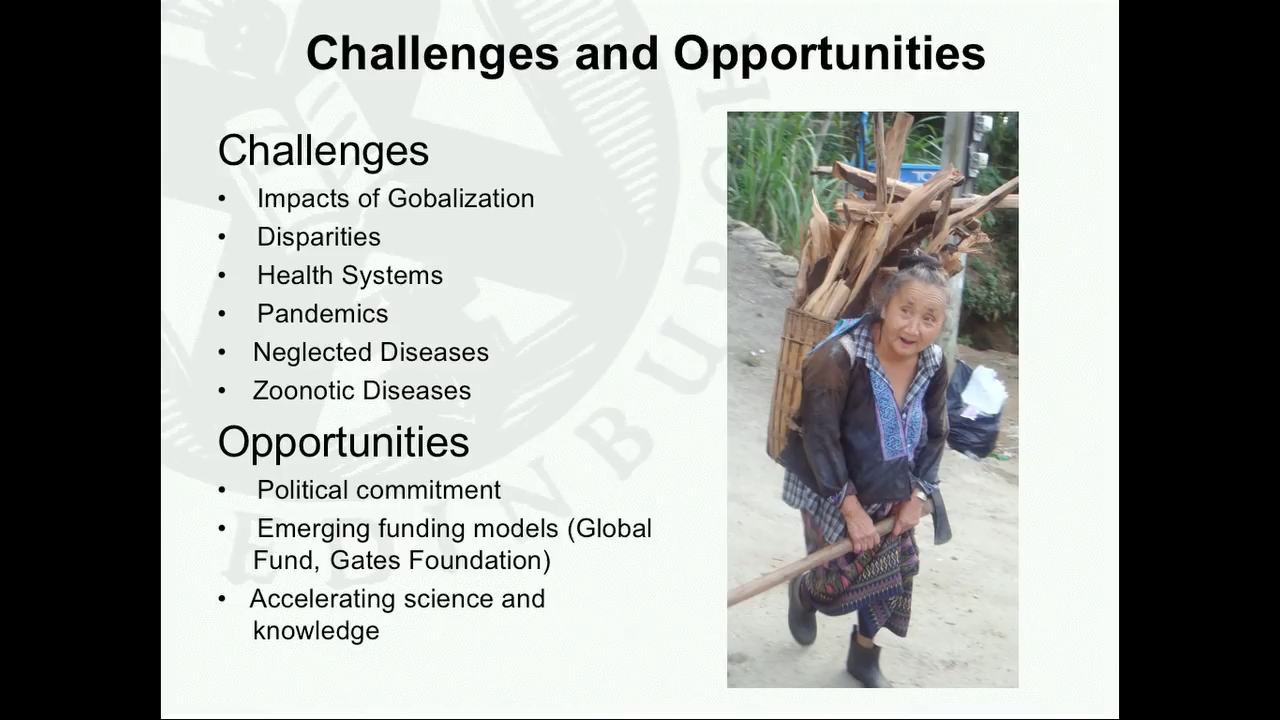 Challenges and Opportunities
Challenges
• Impacts of Gobalization
• Disparities
• Health Systems
• Pandemics
• Neglected Diseases
• Zoonotic Diseases
Opportunities
• Political commitment
• Emerging funding models (Global
Fund, Gates Foundation)
• Accelerating science and
knowledge
EDINBURGH